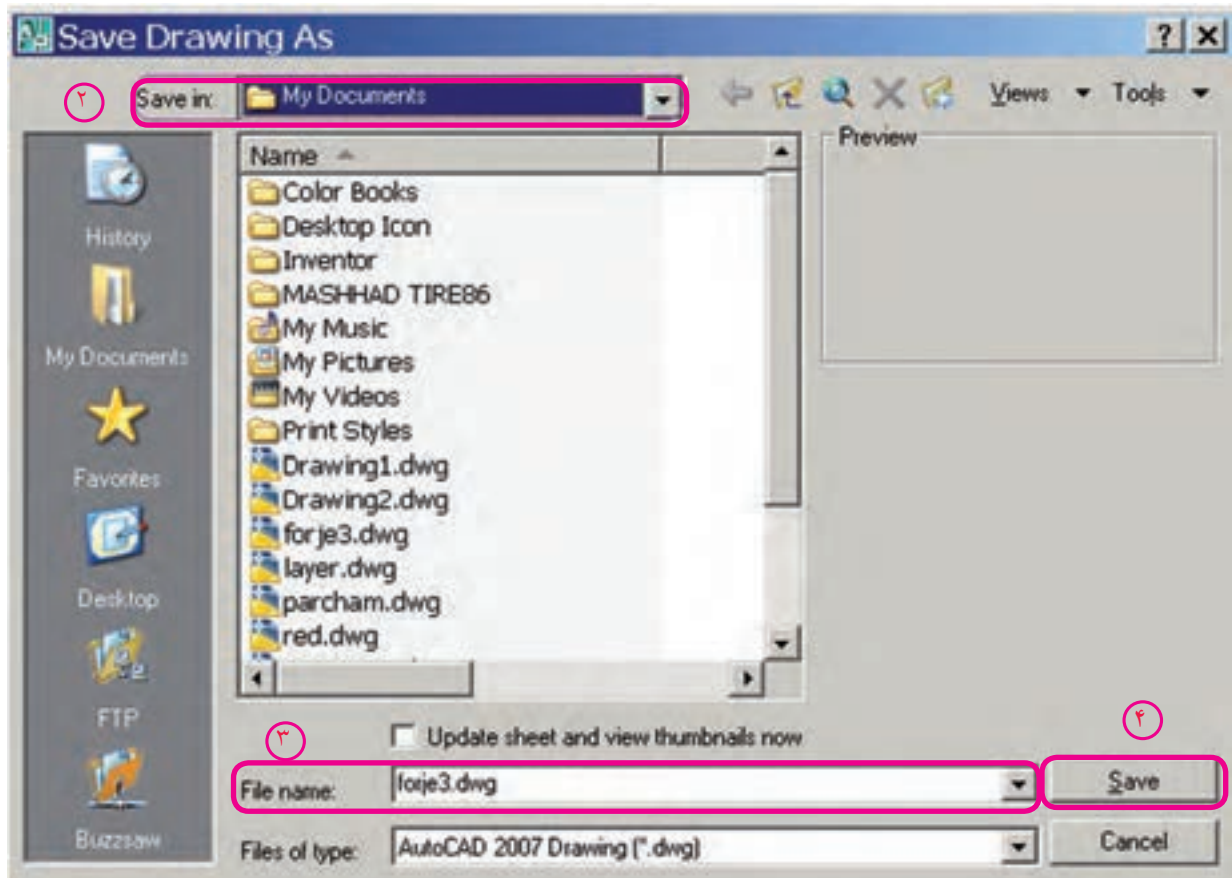 Save Drawing As
۲ Save in: My Documents Views Tools
History
My Documents
Favorites
Desktop
FTP
Buzzsaw
Name
Color Books
Desktop Icon
Inventor
MASHHAD TIRE86
My Music
My Pictures
My Videos
Print Styles
Drawing1.dwg
Drawing2.dwg
forje3.dwg
layer.dwg
parcham.dwg
red.dwg
Preview
Update sheet and view thumbnails now
۳ File name: forje3.dwg
۴ Save
Files of type: AutoCAD 2007 Drawing (*.dwg)
Cancel